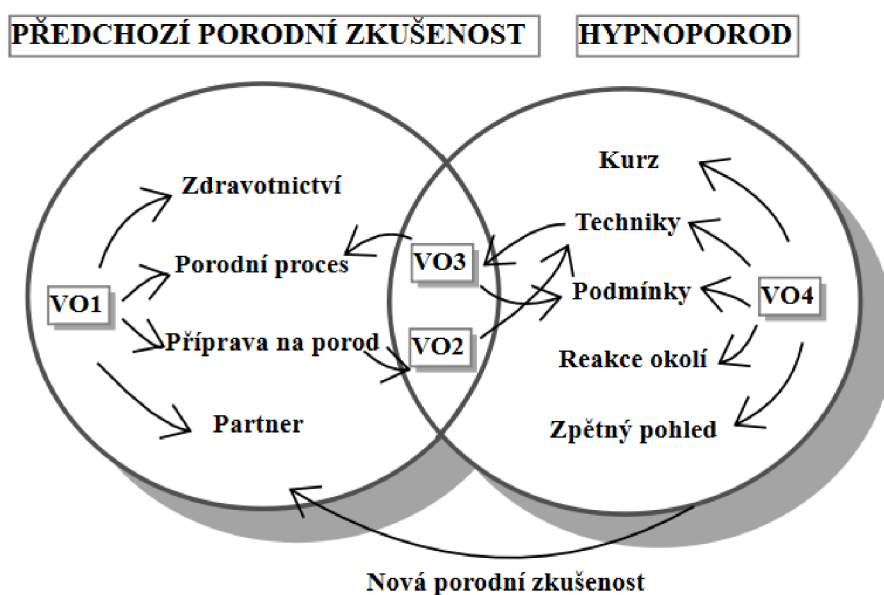 PŘEDCHOZÍ PORODNÍ ZKUŠENOST
HYPNOPOROD
Kurz
Zdravotnictví
Techniky
Porodní proces
VO3
Podmínky
VO4
VO1
Příprava na porod
VO2
Reakce okolí
Partner
Zpětný pohled
Nová porodní zkušenost